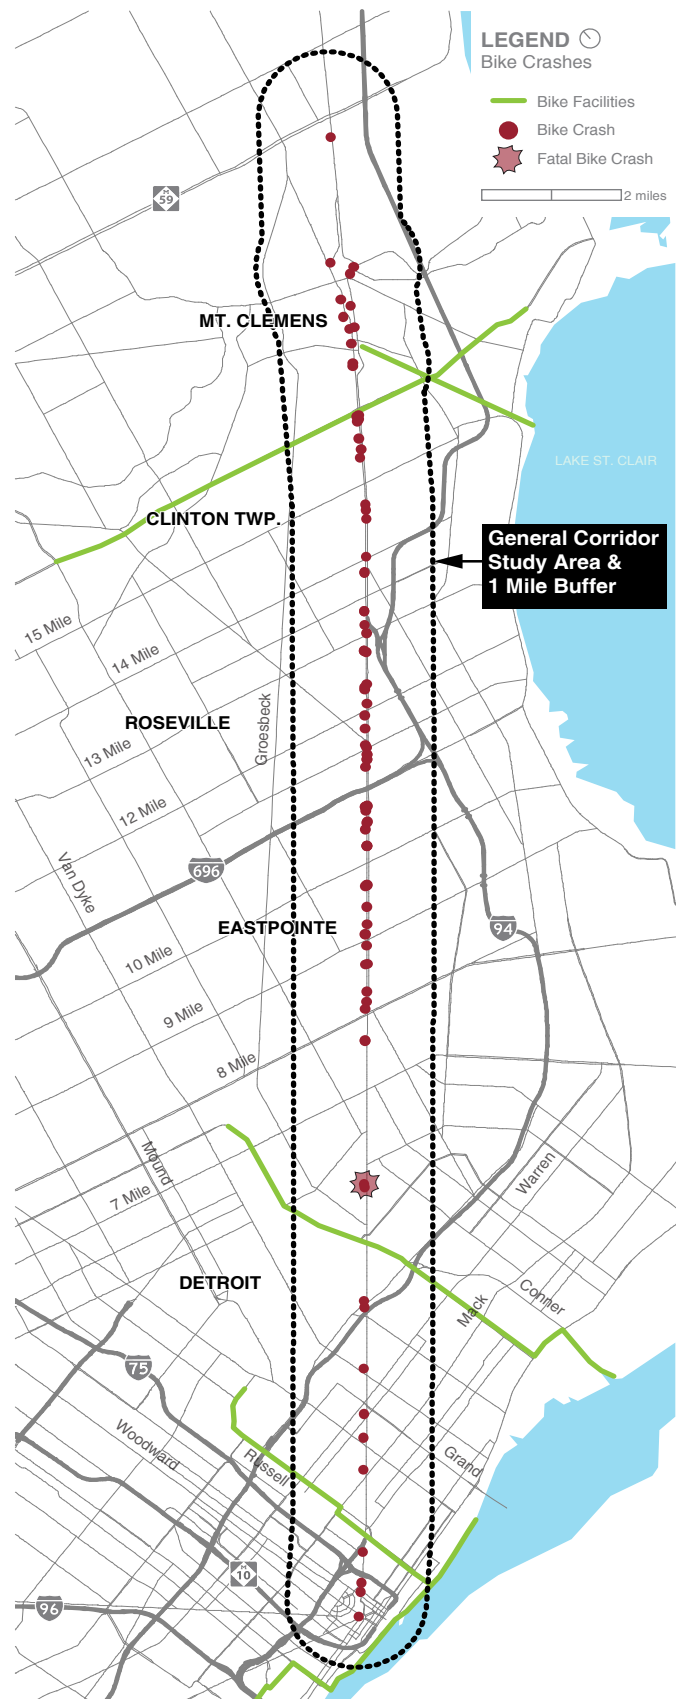 LEGEND
Bike Crashes
Bike Facilities
Bike Crash
Fatal Bike Crash
2 miles
M
59
MT. CLEMENS
LAKE ST. CLAIR
CLINTON TWP.
General Corridor
Study Area &
1 Mile Buffer
15 Mile
14 Mile
ROSEVILLE
Groesbeck
13 Mile
12 Mile
696
Van Dyke
94
EASTPOINTE
10 Mile
9 Mile
8 Mile
Mound
Warren
7 Mile
DETROIT
Conner
Mack
75
Woodward
Russell
Grand
M
10
96